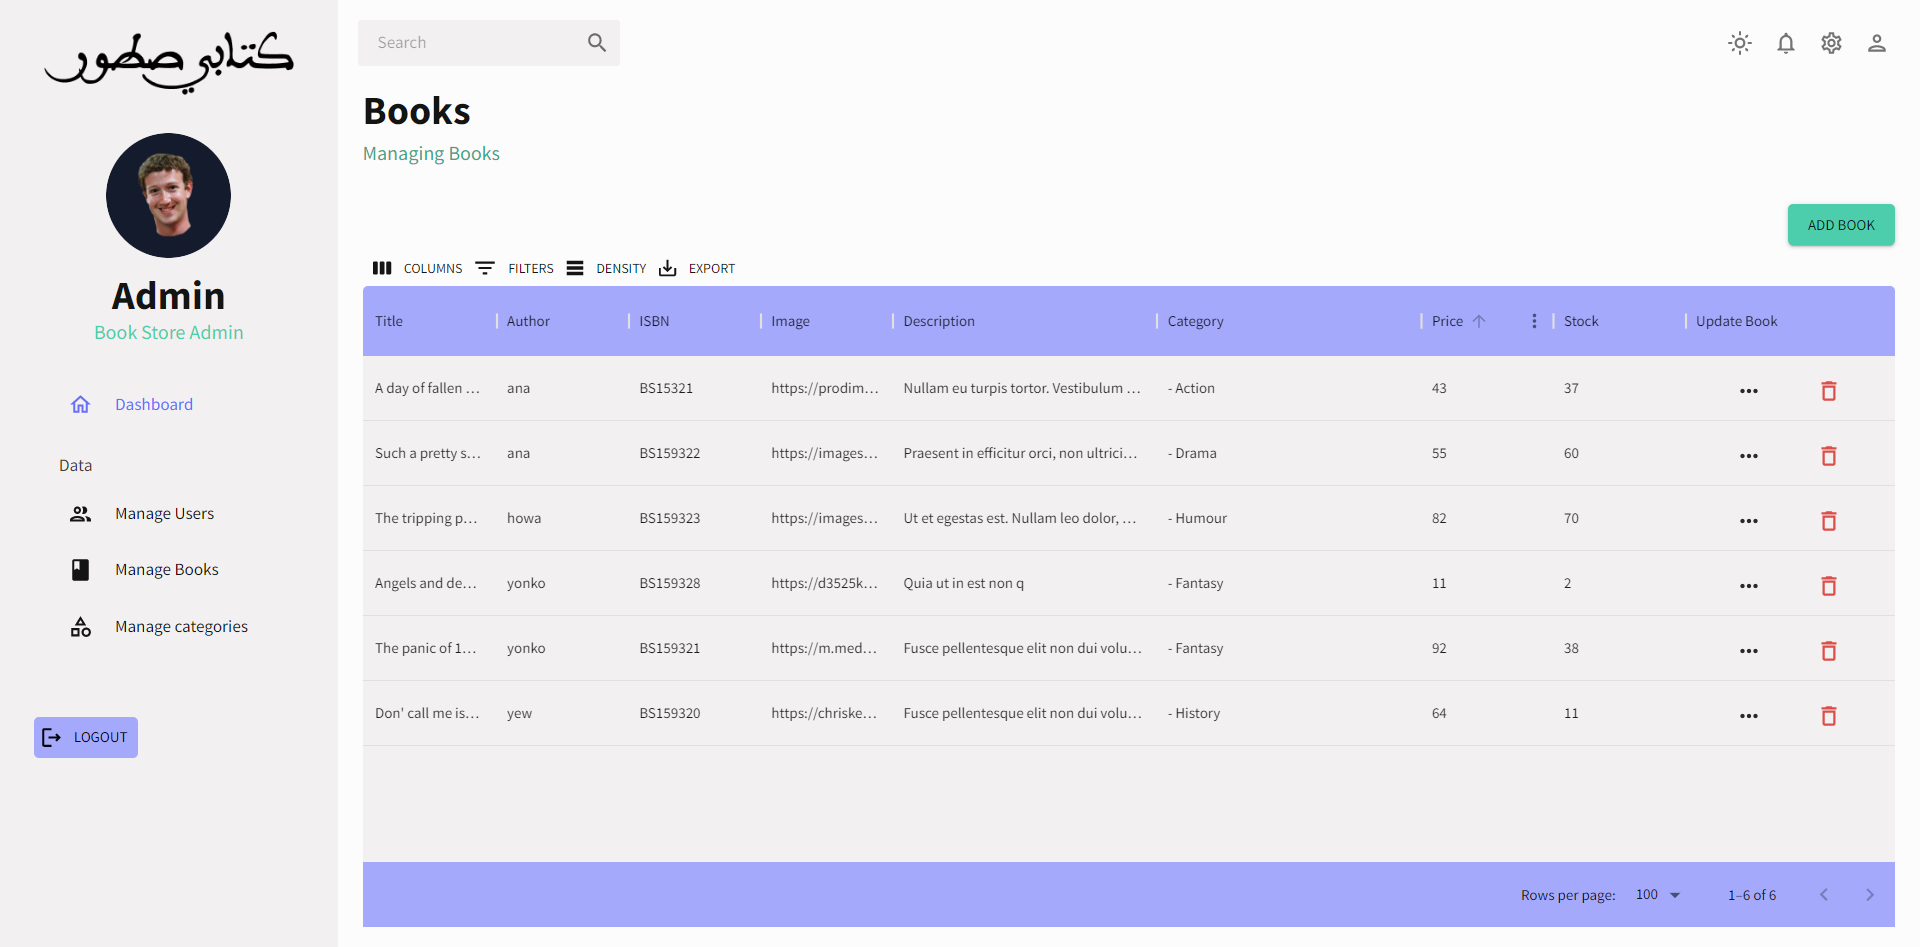 كتابي صطور
Search
Books
Managing Books
Admin
Book Store Admin
Dashboard
Data
Manage Users
Manage Books
Manage categories
LOGOUT
ADD BOOK
COLUMNS FILTERS DENSITY EXPORT
Title Author ISBN Image Description Category Price Stock Update Book
A day of fallen … ana BS15321 https://prodim… Nullam eu turpis tortor. Vestibulum … - Action 43 37
Such a pretty s… ana BS159322 https://images… Praesent in efficitur orci, non ultrici… - Drama 55 60
The tripping p… howa BS159323 https://images… Ut et egestas est. Nullam leo dolor, … - Humour 82 70
Angels and de… yonko BS159328 https://d3525k… Quia ut in est non q - Fantasy 11 2
The panic of 1… yonko BS159321 https://m.med… Fusce pellentesque elit non dui volu… - Fantasy 92 38
Don' call me is… yew BS159320 https://chriske… Fusce pellentesque elit non dui volu… - History 64 11
Rows per page: 100 1–6 of 6